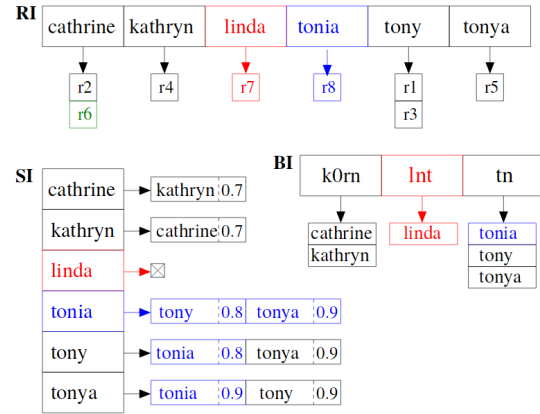 RI
cathrine kathryn linda tonia tony tonya
r2 r4 r7 r8 r1 r5
r6 r3
SI
cathrine kathryn 0.7
kathryn cathrine 0.7
linda
tonia tony 0.8 tonya 0.9
tony tonia 0.8 tonya 0.9
tonya tonia 0.9 tony 0.9
BI
k0rn lnt tn
cathrine linda tonia
kathryn tony
tonya